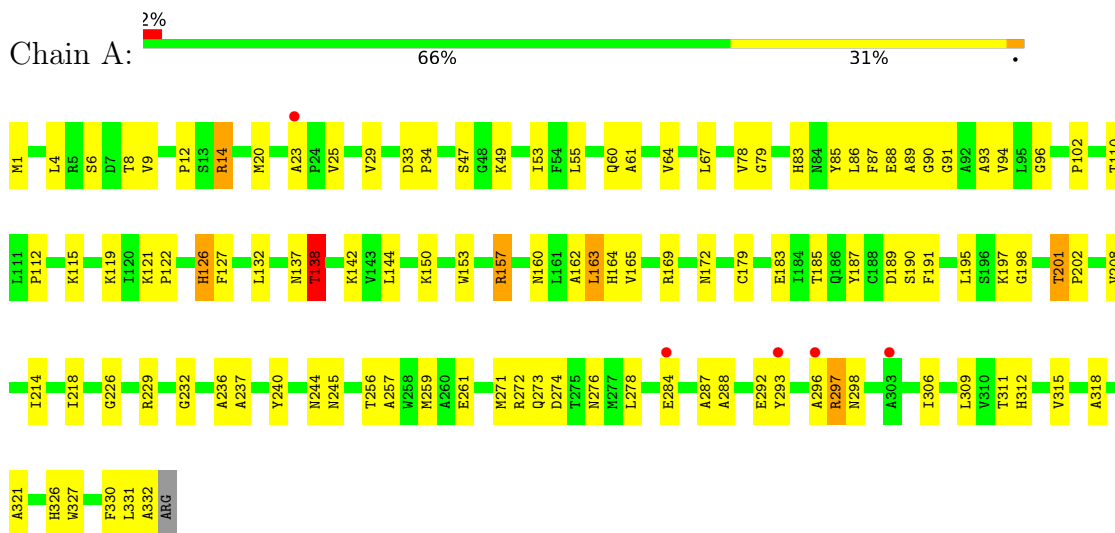 2%
Chain A:
66% 31% •
M1 L4 R5 S6 D7 T8 V9 P12 S13 R14 M20 A23 P24 V25 V29 D33 P34 S47 G48 K49 I53 F54 L55 Q60 A61 V64 L67 V78 G79 H83 N84 Y85 L86 F87 E88 A89 G90 G91 A92 A93 V94 L95 G96 P102 T110
L111 P112 K115 K119 I120 K121 P122 H126 F127 L132 N137 T138 K142 V143 L144 K150 W153 R157 N160 L161 A162 L163 H164 V165 R169 N172 C179 E183 I184 T185 Q186 Y187 C188 D189 S190 F191 L195 S196 K197 G198 T201 P202
I214 I218 G226 R229 G232 A236 A237 Y240 N244 N245 T256 A257 W258 M259 A260 E261 M271 R272 Q273 D274 T275 N276 M277 L278 E284 A287 A288 E292 Y293 A296 R297 N298 A303 I306 L309 V310 T311 H312 V315 A318
A321 H326 W327 F330 L331 A332 ARG